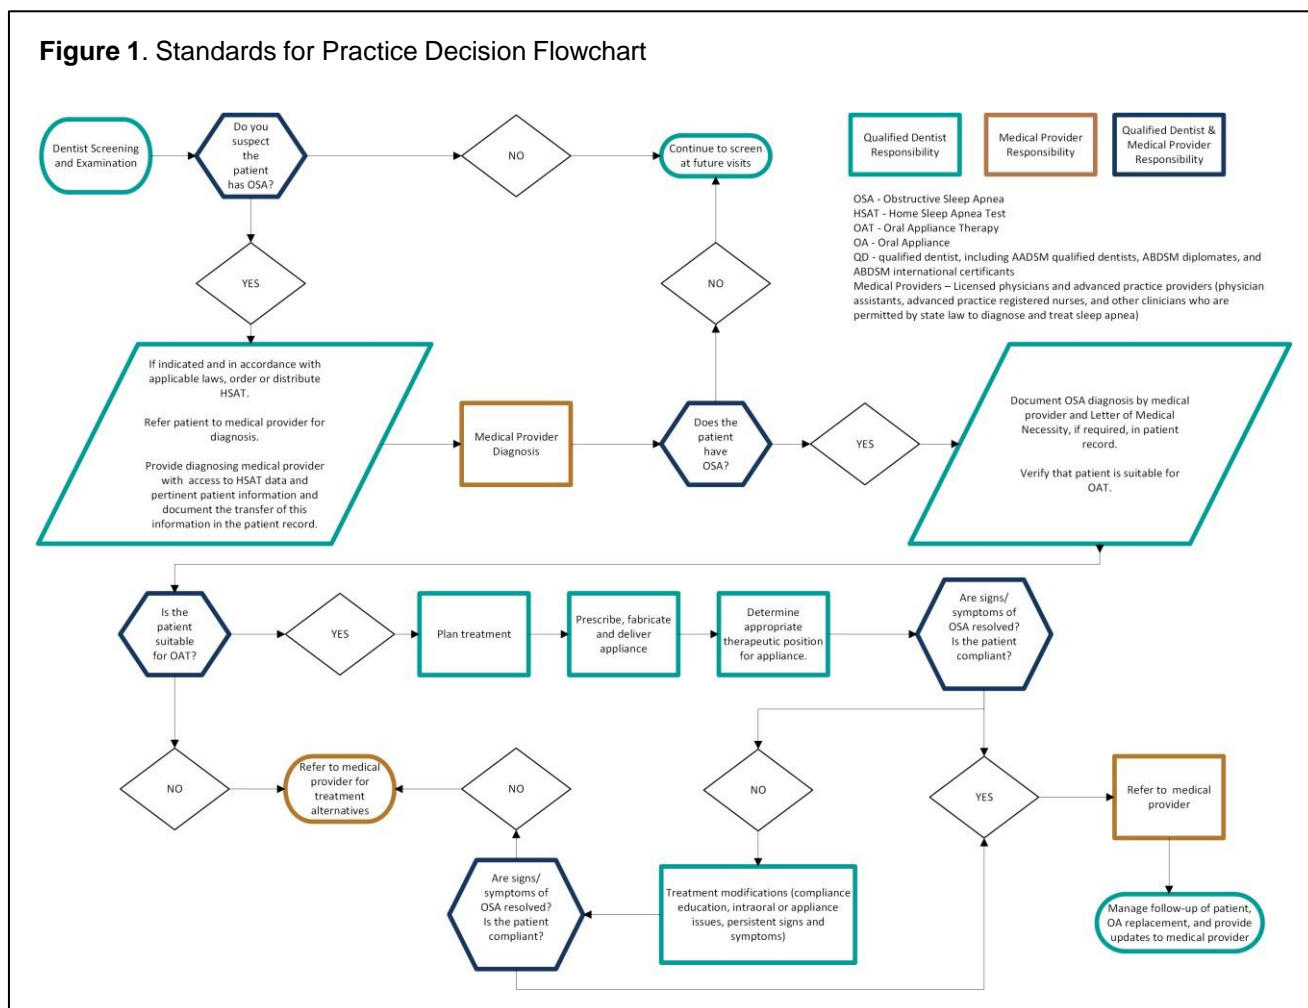 Figure 1. Standards for Practice Decision Flowchart
Dentist Screening
and Examination
Do you
suspect
the
patient
has OSA?
NO
Continue to screen
at future visits
Qualified Dentist
Responsibility
Medical Provider
Responsibility
Qualified Dentist &
Medical Provider
Responsibility
OSA - Obstructive Sleep Apnea
HSAT - Home Sleep Apnea Test
OAT - Oral Appliance Therapy
OA - Oral Appliance
QD - qualified dentist, including AADSM qualified dentists, ABDSM diplomates, and
ABDSM international certificants
Medical Providers – Licensed physicians and advanced practice providers (physician
assistants, advanced practice registered nurses, and other clinicians who are
permitted by state law to diagnose and treat sleep apnea)
YES
NO
If indicated and in accordance with
applicable laws, order or distribute
HSAT.
Refer patient to medical provider for
diagnosis.
Provide diagnosing medical provider
with access to HSAT data and
pertinent patient information and
document the transfer of this
information in the patient record.
Medical Provider
Diagnosis
Does the
patient
have
OSA?
YES
Document OSA diagnosis by medical
provider and Letter of Medical
Necessity, if required, in patient
record.
Verify that patient is suitable for
OAT.
Is the
patient
suitable
for OAT?
YES
Plan treatment
Prescribe, fabricate
and deliver
appliance
Determine
appropriate
therapeutic position
for appliance.
Are signs/
symptoms of
OSA resolved?
Is the patient
compliant?
NO
Refer to medical
provider for
treatment
alternatives
NO
NO
YES
Refer to medical
provider
Are signs/
symptoms of
OSA resolved?
Is the patient
compliant?
Treatment modifications (compliance
education, intraoral or appliance
issues, persistent signs and
symptoms)
Manage follow-up of patient,
OA replacement, and provide
updates to medical provider